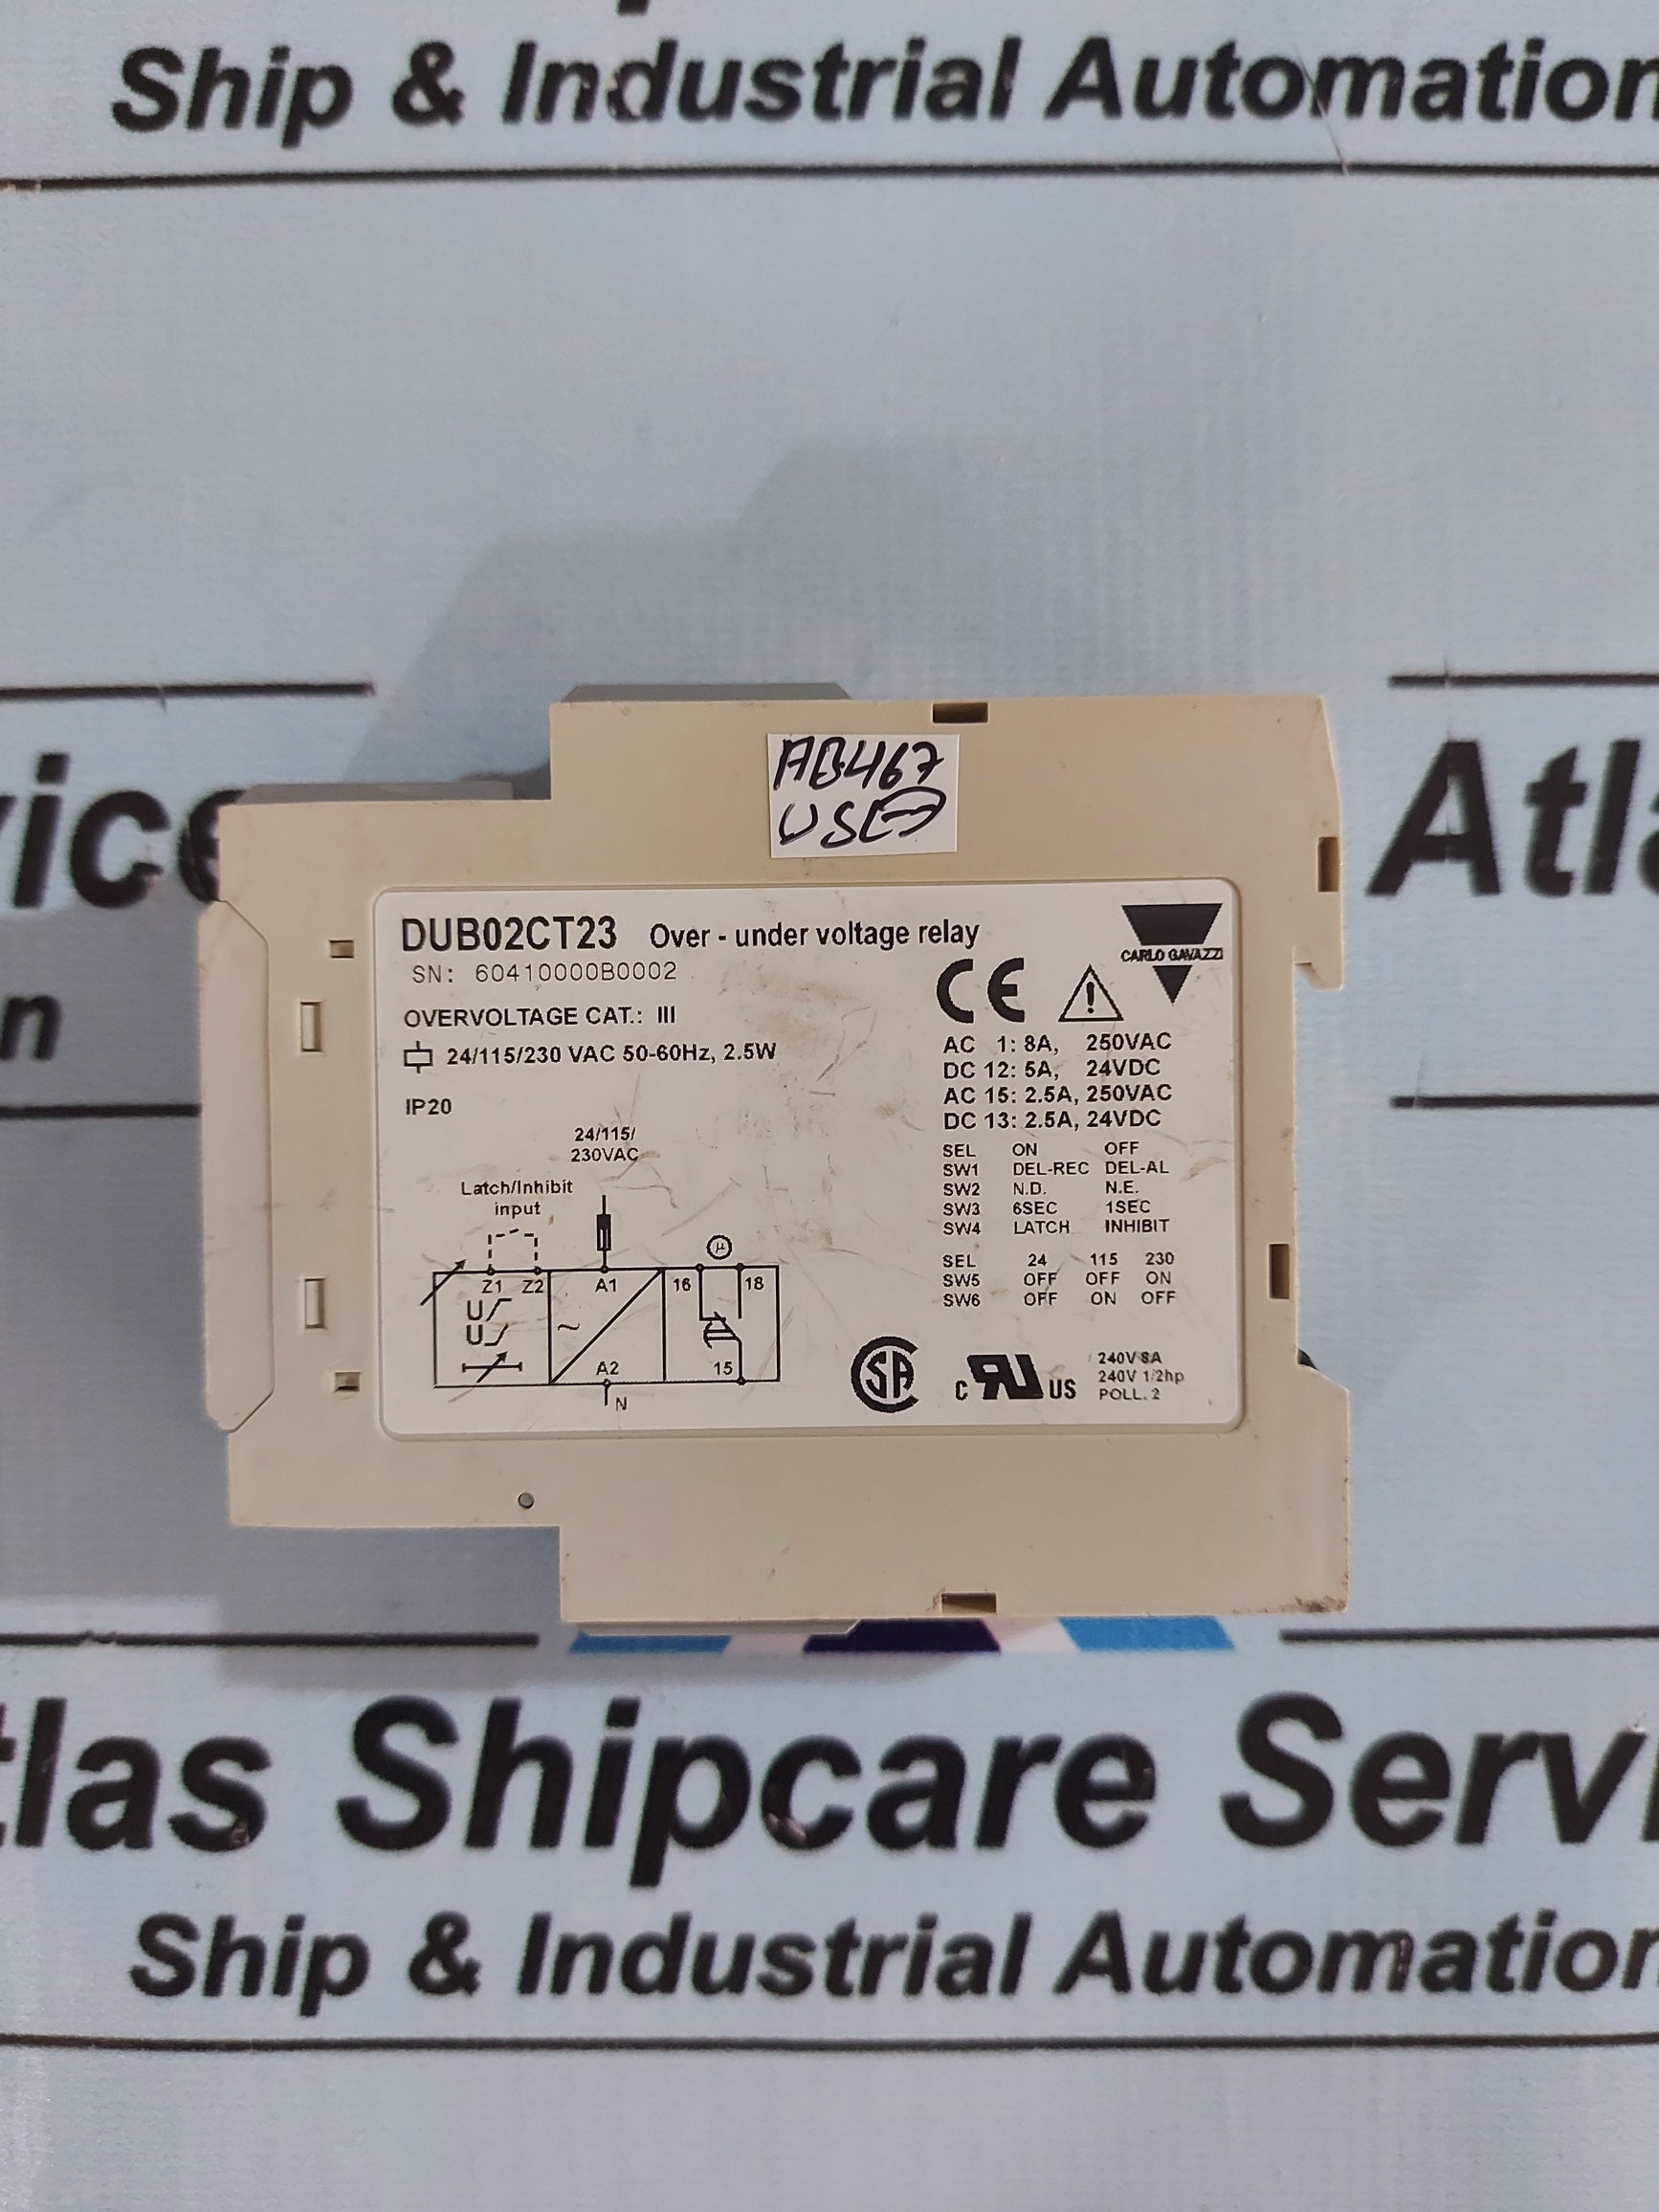 Ship & Industrial Automation
vice
Atla
n
AB467
USED
DUB02CT23 Over - under voltage relay
SN: 60410000B0002
CARLO GAVAZZI
CE
OVERVOLTAGE CAT.: III
24/115/230 VAC 50-60Hz, 2.5W
IP20
AC 1: 8A, 250VAC
DC 12: 5A, 24VDC
AC 15: 2.5A, 250VAC
DC 13: 2.5A, 24VDC
SEL ON OFF
SW1 DEL-REC DEL-AL
SW2 N.D. N.E.
SW3 6SEC 1SEC
SW4 LATCH INHIBIT
SEL 24 115 230
SW5 OFF OFF ON
SW6 OFF ON OFF
24/115/
230VAC
Latch/Inhibit
input
μ
Z1 Z2 A1 16 18
U
U
~
A2 15
N
SA
c RU US
240V 8A
240V 1/2hp
POLL. 2
tlas Shipcare Servi
Ship & Industrial Automation